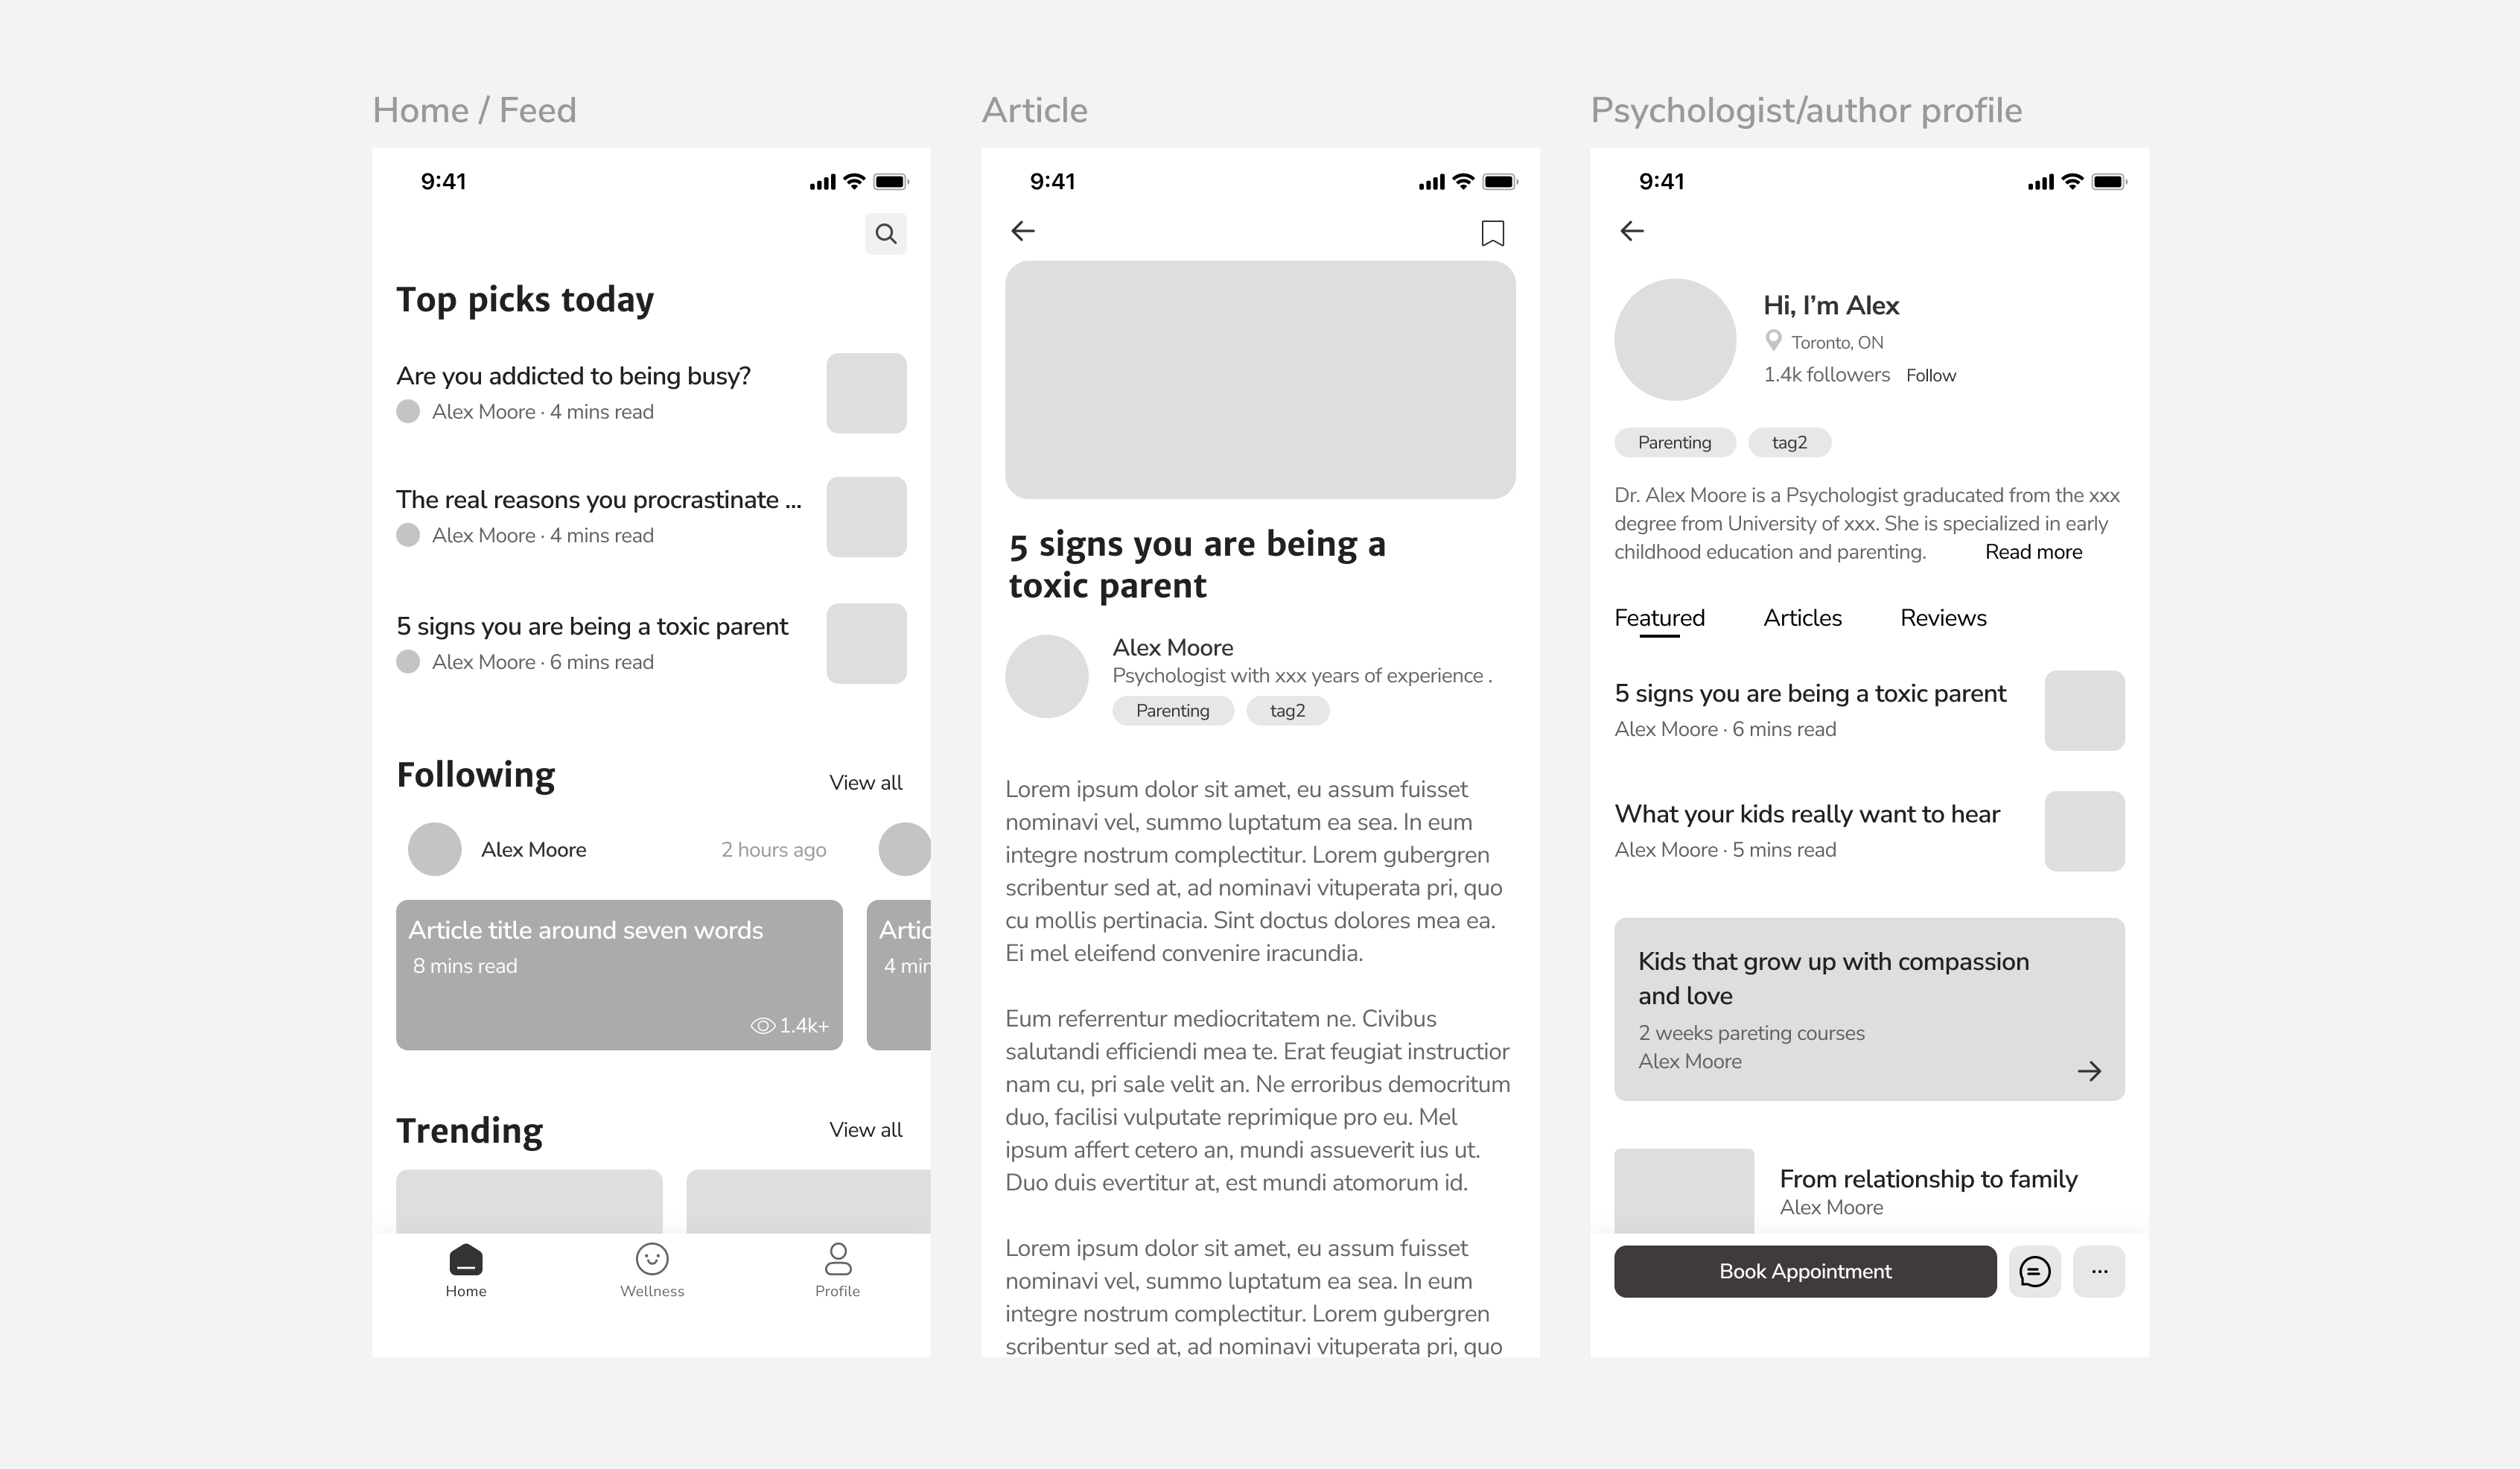 Home / Feed
9:41
Top picks today
Are you addicted to being busy?
Alex Moore · 4 mins read
The real reasons you procrastinate ...
Alex Moore · 4 mins read
5 signs you are being a toxic parent
Alex Moore · 6 mins read
Following
View all
Alex Moore
2 hours ago
Article title around seven words
8 mins read
1.4k+
Artic
4 min
Trending
View all
Home
Wellness
Profile
Article
9:41
5 signs you are being a
toxic parent
Alex Moore
Psychologist with xxx years of experience .
Parenting
tag2
Lorem ipsum dolor sit amet, eu assum fuisset
nominavi vel, summo luptatum ea sea. In eum
integre nostrum complectitur. Lorem gubergren
scribentur sed at, ad nominavi vituperata pri, quo
cu mollis pertinacia. Sint doctus dolores mea ea.
Ei mel eleifend convenire iracundia.
Eum referrentur mediocritatem ne. Civibus
salutandi efficiendi mea te. Erat feugiat instructior
nam cu, pri sale velit an. Ne erroribus democritum
duo, facilisi vulputate reprimique pro eu. Mel
ipsum affert cetero an, mundi assueverit ius ut.
Duo duis evertitur at, est mundi atomorum id.
Lorem ipsum dolor sit amet, eu assum fuisset
nominavi vel, summo luptatum ea sea. In eum
integre nostrum complectitur. Lorem gubergren
scribentur sed at, ad nominavi vituperata pri, quo
Psychologist/author profile
9:41
Hi, I'm Alex
Toronto, ON
1.4k followers
Follow
Parenting
tag2
Dr. Alex Moore is a Psychologist graducated from the xxx
degree from University of xxx. She is specialized in early
childhood education and parenting.
Read more
Featured
Articles
Reviews
5 signs you are being a toxic parent
Alex Moore · 6 mins read
What your kids really want to hear
Alex Moore · 5 mins read
Kids that grow up with compassion
and love
2 weeks pareting courses
Alex Moore
From relationship to family
Alex Moore
Book Appointment